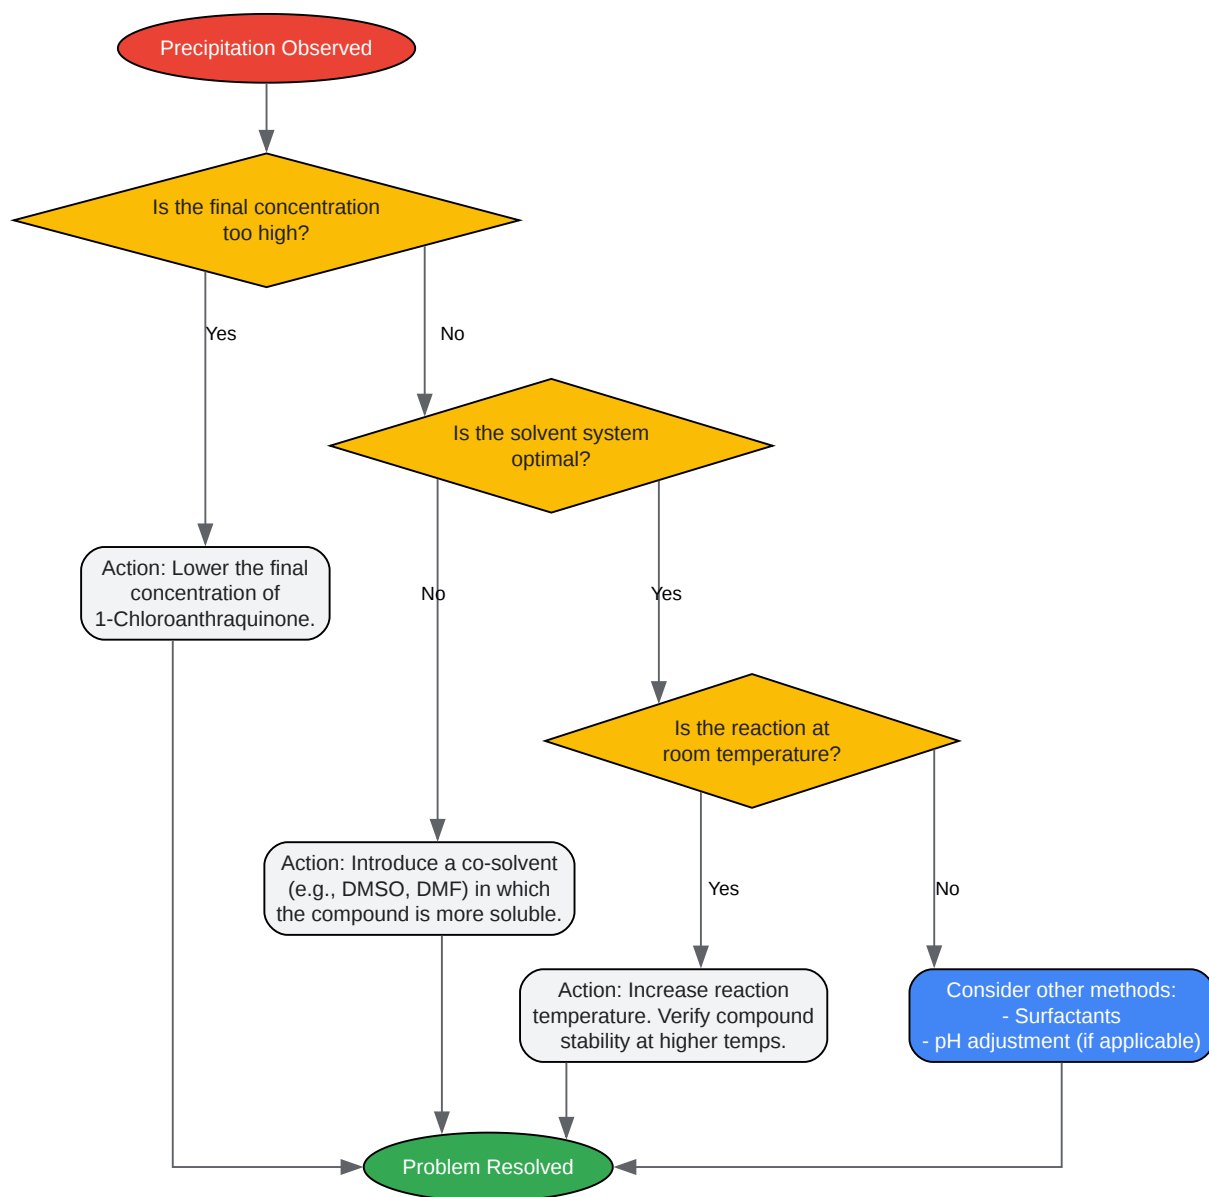 Precipitation Observed
Is the final concentration
too high?
Yes
No
Is the solvent system
optimal?
Action: Lower the final
concentration of
1-Chloroanthraquinone.
No
Yes
Is the reaction at
room temperature?
Action: Introduce a co-solvent
(e.g., DMSO, DMF) in which
the compound is more soluble.
Yes
No
Action: Increase reaction
temperature. Verify compound
stability at higher temps.
Consider other methods:
- Surfactants
- pH adjustment (if applicable)
Problem Resolved